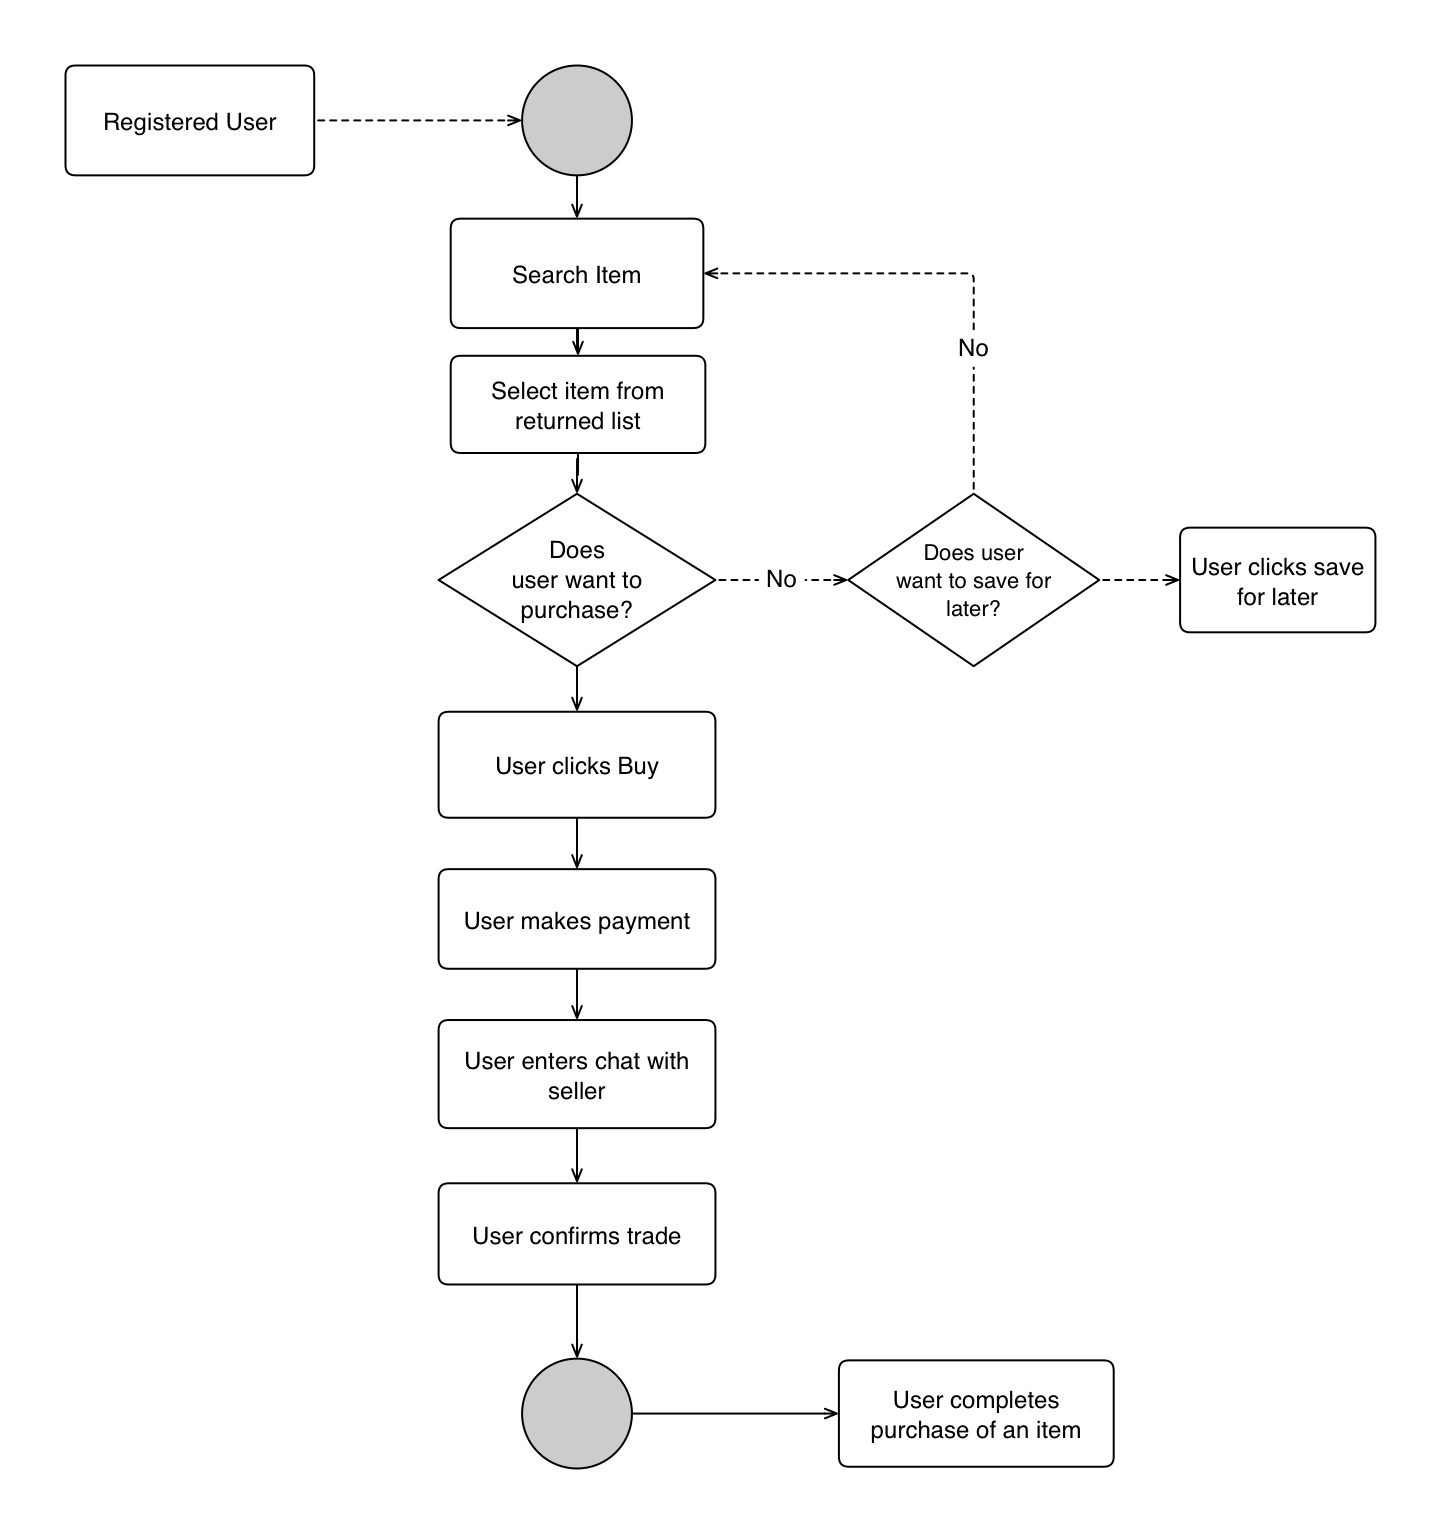 Registered User
Search Item
No
Select item from
returned list
Does
user want to
purchase?
No
Does user
want to save for
later?
User clicks save
for later
User clicks Buy
User makes payment
User enters chat with
seller
User confirms trade
User completes
purchase of an item